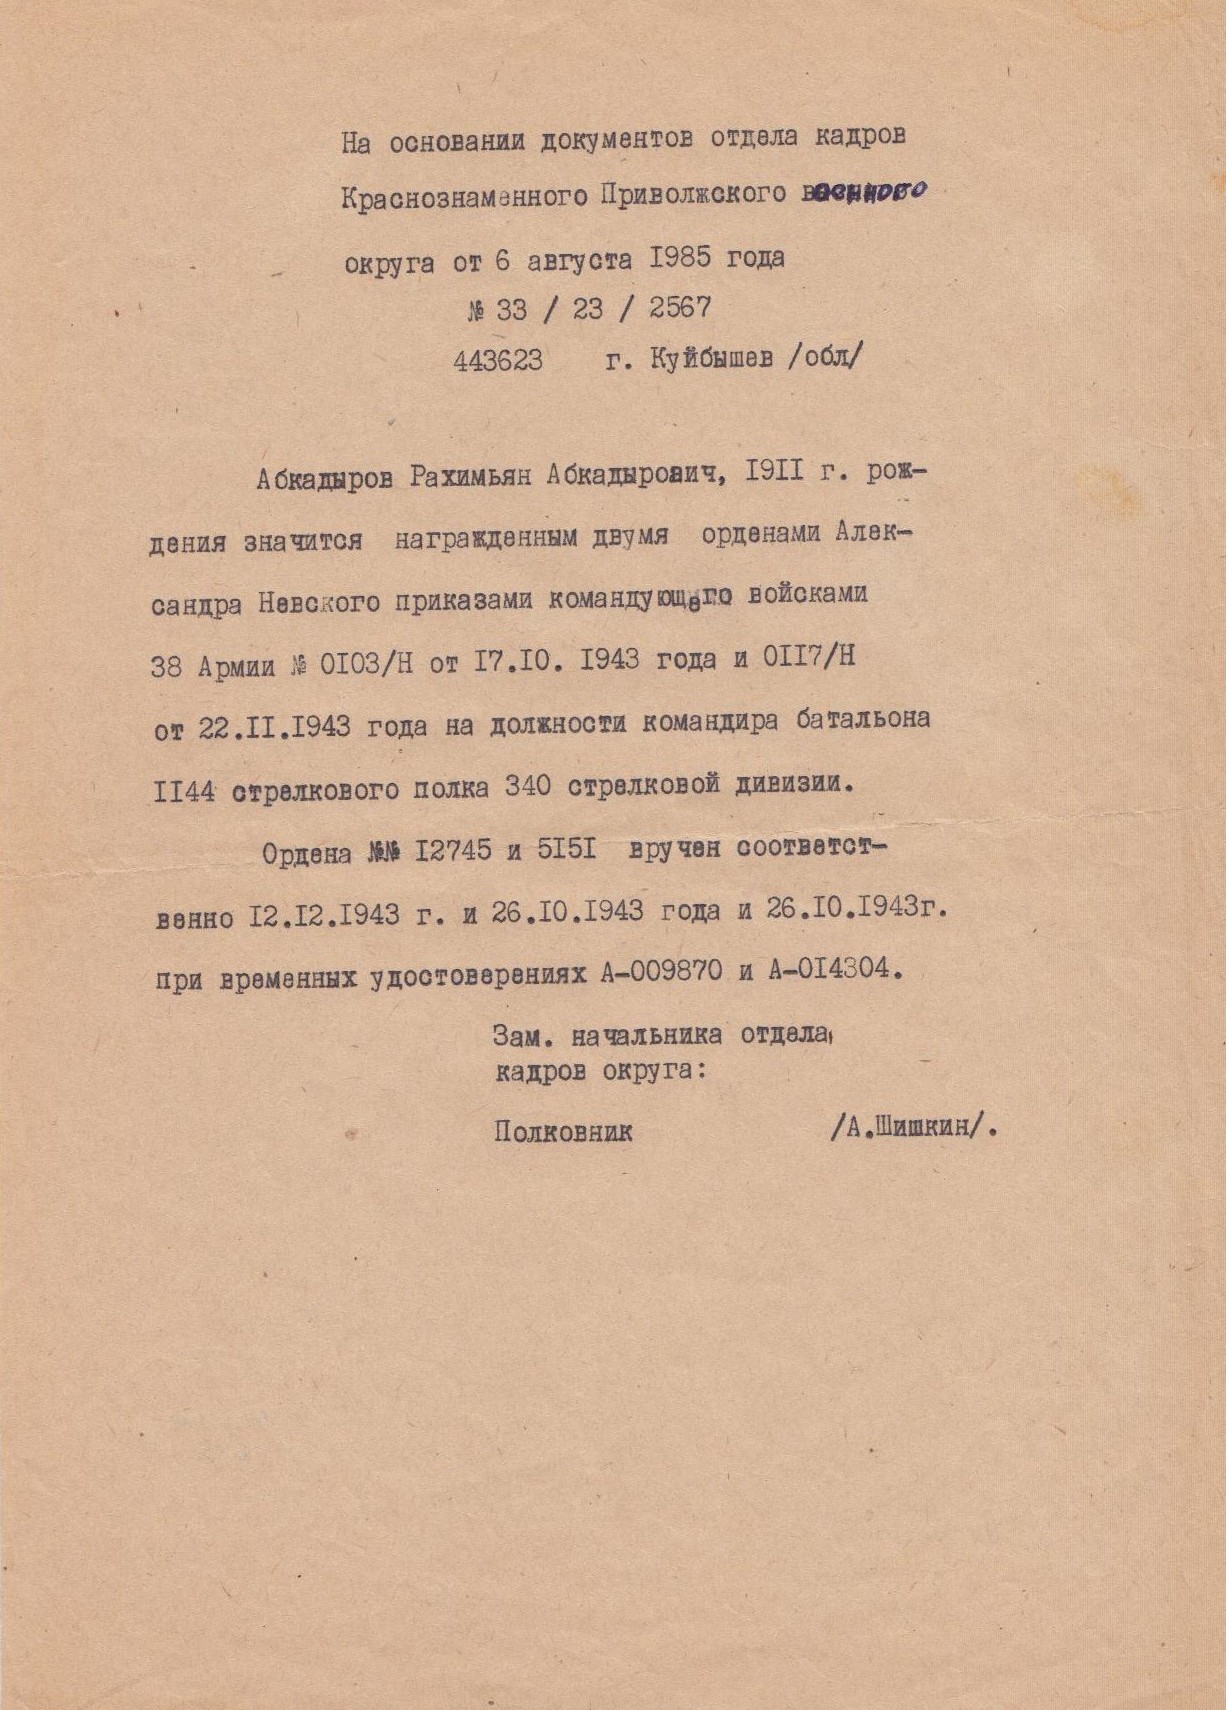 На основании документов отдела кадров
Краснознаменного Приволжского военного
округа от 6 августа 1985 года
№ 33 / 23 / 2567
443623 г. Куйбышев /обл/
Абкадыров Рахимьян Абкадырович, 1911 г. рож-
дения значится награжденным двумя орденами Алек-
сандра Невского приказами командующего войсками
38 Армии № 0103/Н от 17.10. 1943 года и 0117/Н
от 22.11.1943 года на должности командира батальона
1144 стрелкового полка 340 стрелковой дивизии.
Ордена №№ 12745 и 5151 вручен соответст-
венно 12.12.1943 г. и 26.10.1943 года и 26.10.1943г.
при временных удостоверениях А-009870 и А-014304.
Зам. начальника отдела
кадров округа:
Полковник /А.Шишкин/.